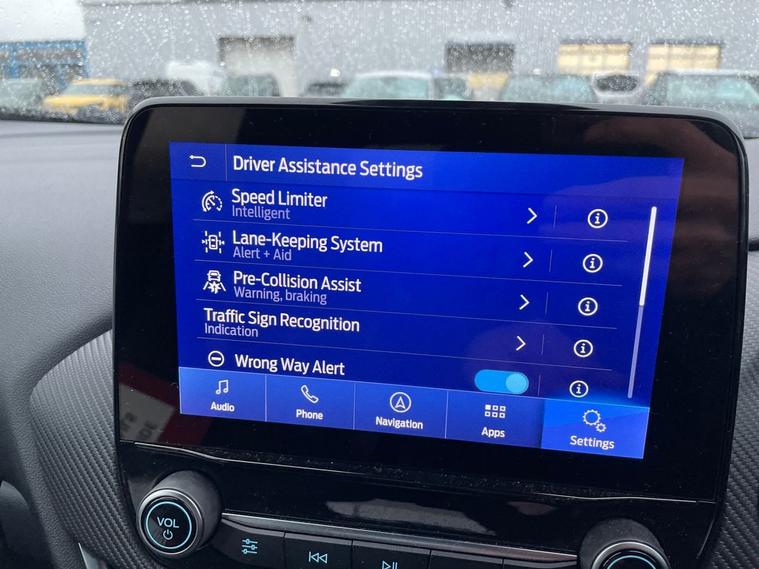 Driver Assistance Settings
Speed Limiter
Intelligent
Lane-Keeping System
Alert + Aid
Pre-Collision Assist
Warning, braking
Traffic Sign Recognition
Indication
Wrong Way Alert
Audio
Phone
Navigation
Apps
Settings
VOL